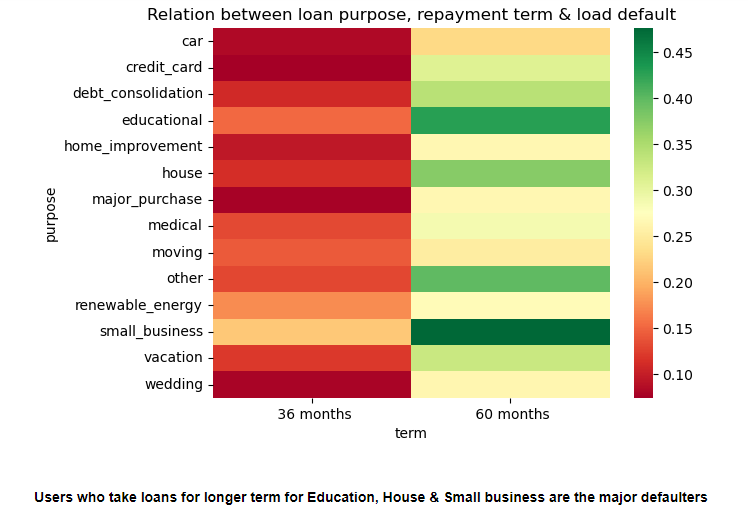 Relation between loan purpose, repayment term & load default
car
credit_card
debt_consolidation
educational
home_improvement
house
major_purchase
medical
moving
other
renewable_energy
small_business
vacation
wedding
purpose
36 months
60 months
term
0.45
0.40
0.35
0.30
0.25
0.20
0.15
0.10
Users who take loans for longer term for Education, House & Small business are the major defaulters